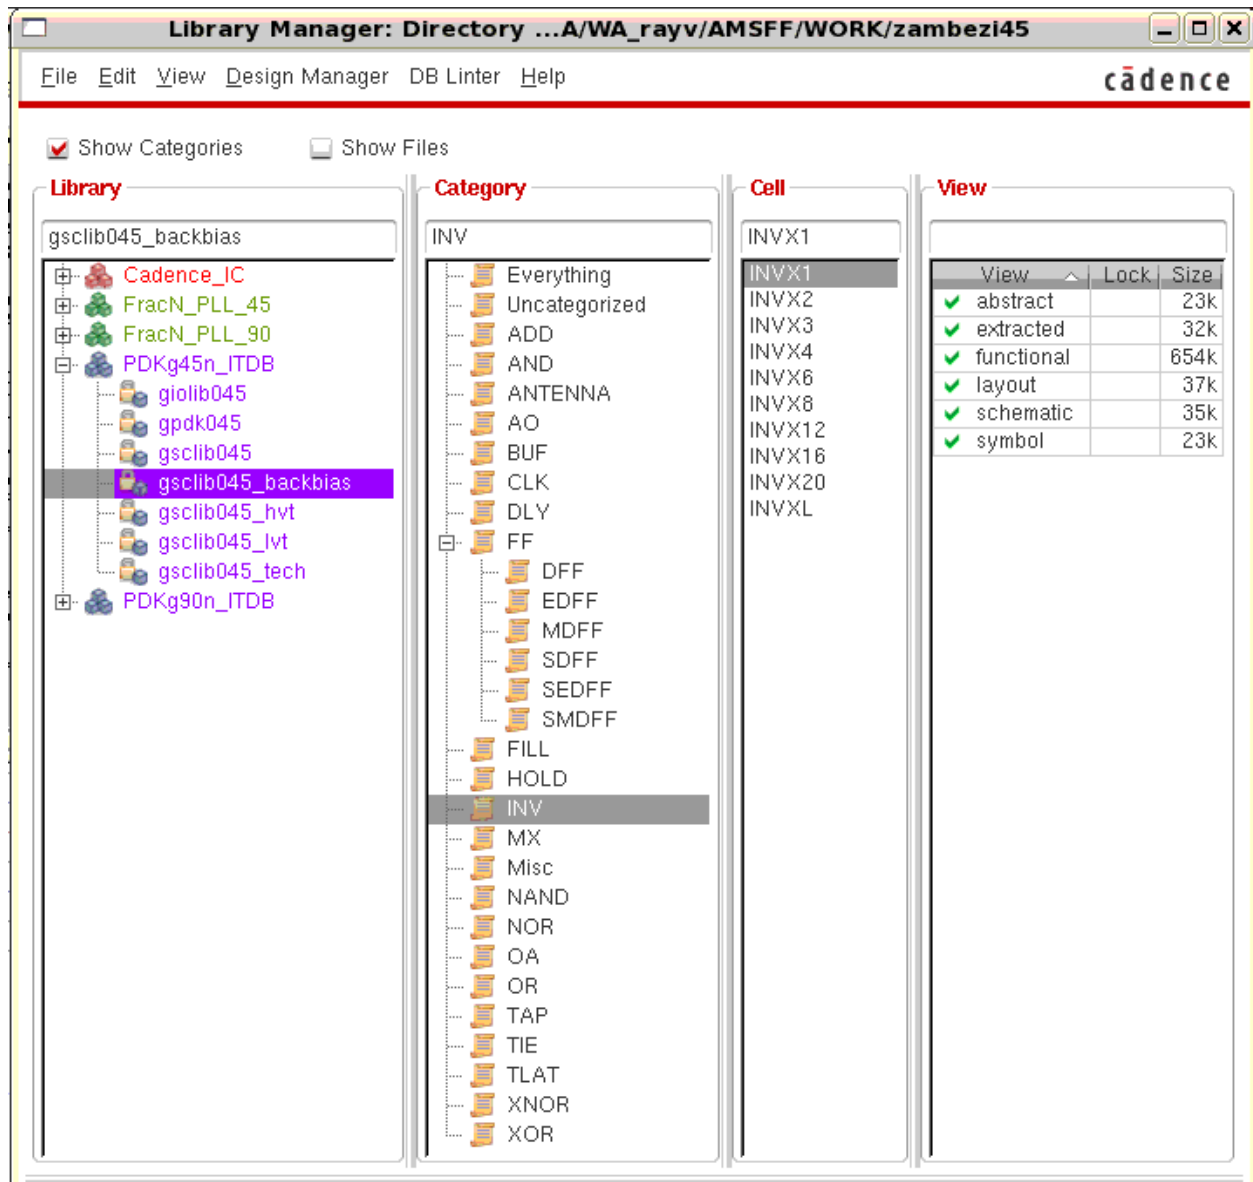 Library Manager: Directory ...A/WA_rayv/AMSFF/WORK/zambezi45
File Edit View Design Manager DB Linter Help
cādence
Show Categories Show Files
Library
gsclib045_backbias
Cadence_IC
FracN_PLL_45
FracN_PLL_90
PDKg45n_ITDB
giolib045
gpdk045
gsclib045
gsclib045_backbias
gsclib045_hvt
gsclib045_lvt
gsclib045_tech
PDKg90n_ITDB
Category
INV
Everything
Uncategorized
ADD
AND
ANTENNA
AO
BUF
CLK
DLY
FF
DFF
EDFF
MDFF
SDFF
SEDFF
SMDFF
FILL
HOLD
INV
MX
Misc
NAND
NOR
OA
OR
TAP
TIE
TLAT
XNOR
XOR
Cell
INVX1
INVX1
INVX2
INVX3
INVX4
INVX6
INVX8
INVX12
INVX16
INVX20
INVXL
View
View Lock Size
abstract 23k
extracted 32k
functional 654k
layout 37k
schematic 35k
symbol 23k